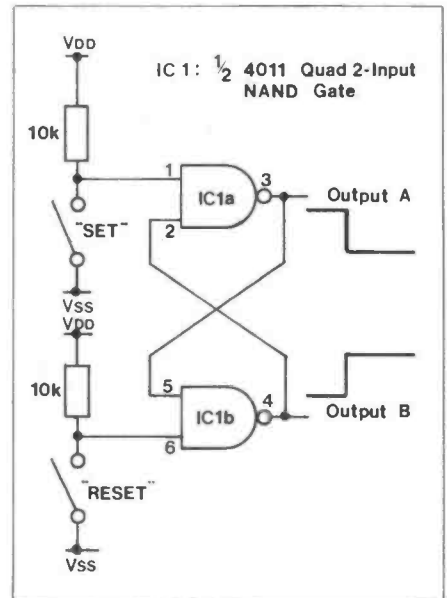 VDD
IC 1: 1/2 4011 Quad 2-Input
NAND Gate
10k
1
3
IC1a
2
Output A
"SET"
VSS
VDD
10k
5
4
IC1b
6
Output B
"RESET"
VSS